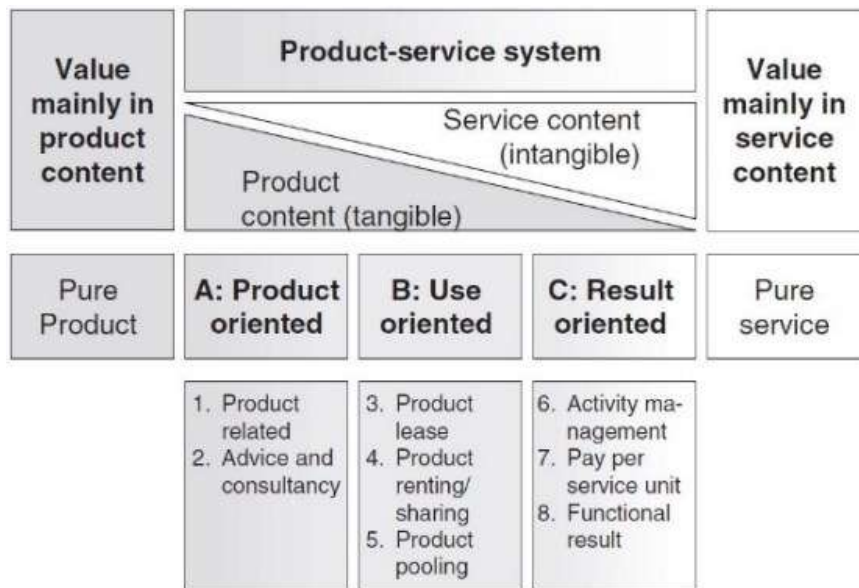 Value
mainly in
product
content
Product-service system
Service content
(intangible)
Product
content (tangible)
Value
mainly in
service
content
Pure
Product
A: Product
oriented
B: Use
oriented
C: Result
oriented
Pure
service
1. Product
related
2. Advice and
consultancy
3. Product
lease
4. Product
renting/
sharing
5. Product
pooling
6. Activity ma-
nagement
7. Pay per
service unit
8. Functional
result